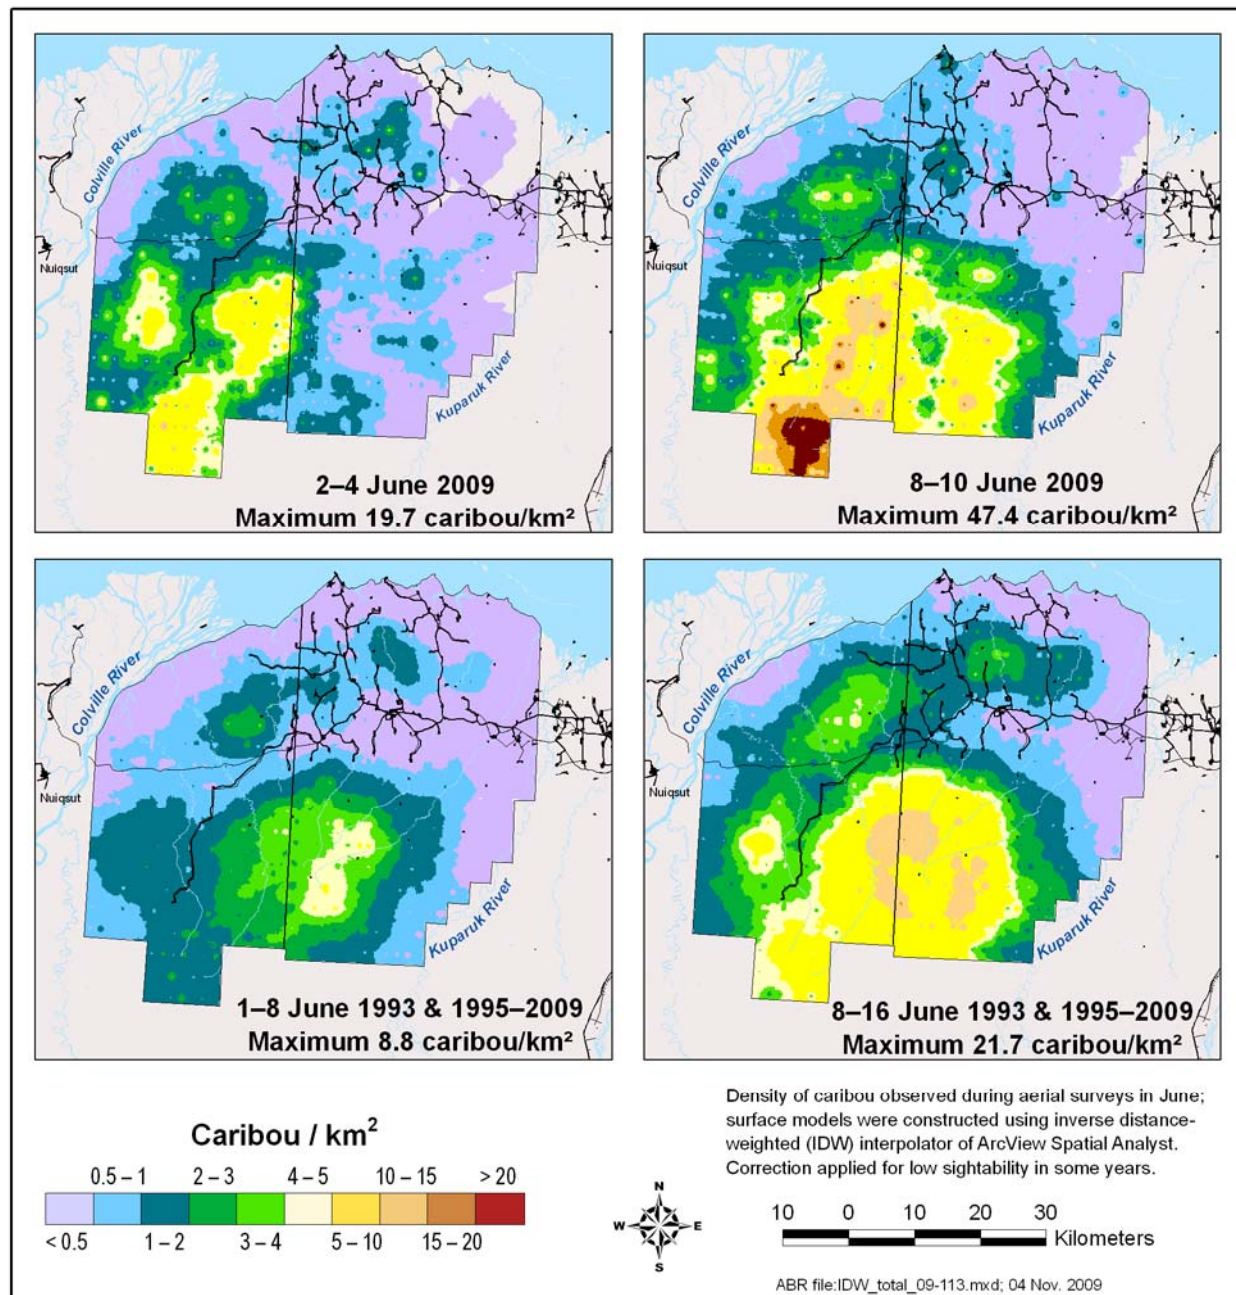 Colville River
Nuiqsut
Kuparuk River
2–4 June 2009
Maximum 19.7 caribou/km²
Colville River
Nuiqsut
Kuparuk River
8–10 June 2009
Maximum 47.4 caribou/km²
Colville River
Nuiqsut
Kuparuk River
1–8 June 1993 & 1995–2009
Maximum 8.8 caribou/km²
Colville River
Nuiqsut
Kuparuk River
8–16 June 1993 & 1995–2009
Maximum 21.7 caribou/km²
Caribou / km²
0.5 – 1 2 – 3 4 – 5 10 – 15 > 20
< 0.5 1 – 2 3 – 4 5 – 10 15 – 20
Density of caribou observed during aerial surveys in June;
surface models were constructed using inverse distance-
weighted (IDW) interpolator of ArcView Spatial Analyst.
Correction applied for low sightability in some years.
N
W E
S
10 0 10 20 30
Kilometers
ABR file:IDW_total_09-113.mxd; 04 Nov. 2009